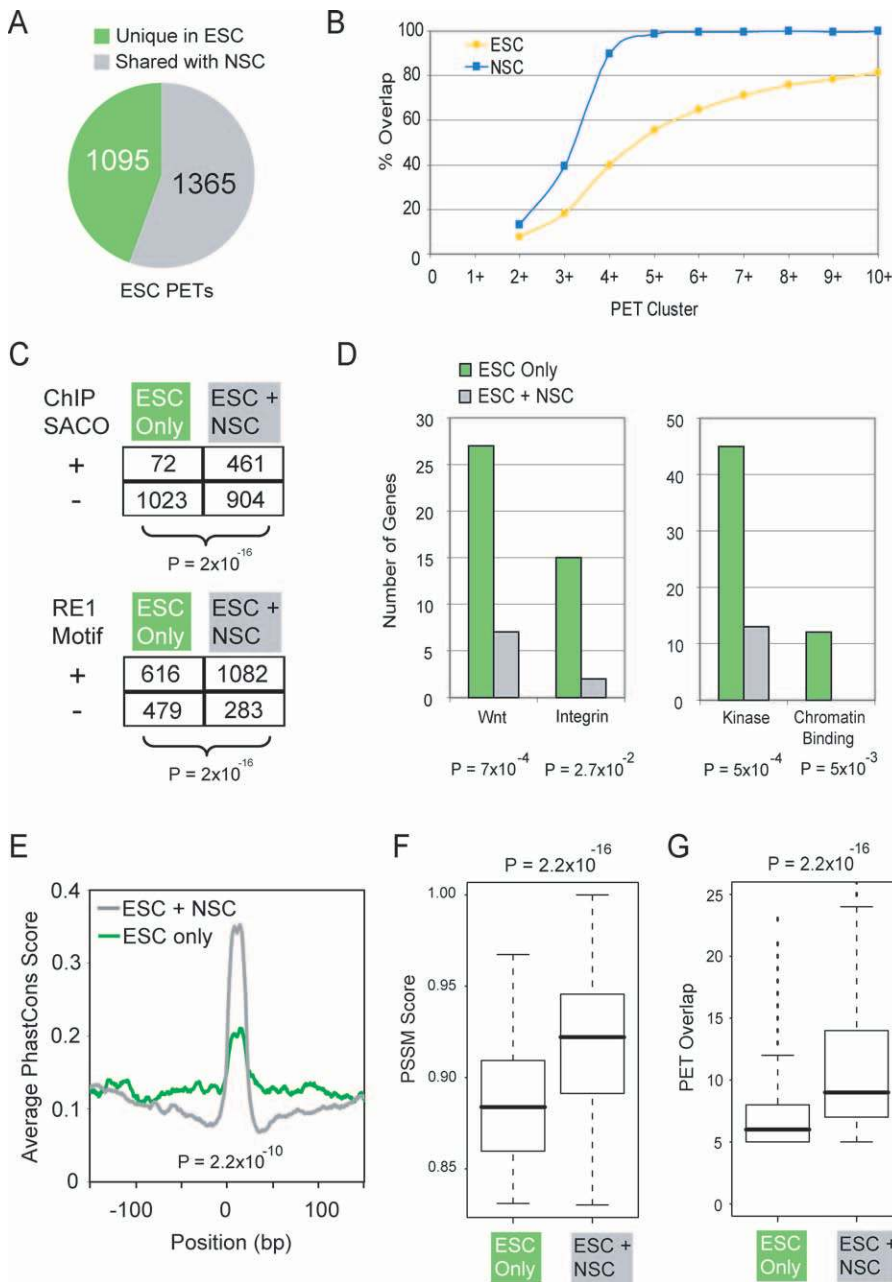 A
Unique in ESC
Shared with NSC
1095
1365
ESC PETs
B
% Overlap
100
80
60
40
20
0
ESC
NSC
0 1+ 2+ 3+ 4+ 5+ 6+ 7+ 8+ 9+ 10+
PET Cluster
C
ChIP
SACO
ESC
Only
ESC +
NSC
+ 72 461
- 1023 904
P = 2x10^-16
RE1
Motif
ESC
Only
ESC +
NSC
+ 616 1082
- 479 283
P = 2x10^-16
D
ESC Only
ESC + NSC
Number of Genes
30
25
20
15
10
5
0
Wnt Integrin
P = 7x10^-4 P = 2.7x10^-2
50
40
30
20
10
0
Kinase Chromatin
Binding
P = 5x10^-4 P = 5x10^-3
E
Average PhastCons Score
0.4
0.3
0.2
0.1
0
ESC + NSC
ESC only
P = 2.2x10^-10
-100 0 100
Position (bp)
F
P = 2.2x10^-16
PSSM Score
1.00
0.95
0.90
0.85
ESC
Only
ESC +
NSC
G
P = 2.2x10^-16
PET Overlap
25
20
15
10
5
0
ESC
Only
ESC +
NSC